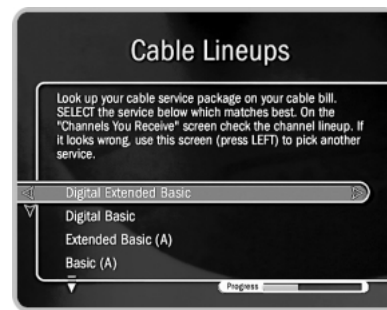 Cable Lineups
Look up your cable service package on your cable bill.
SELECT the service below which matches best. On the
"Channels You Receive" screen check the channel lineup. If
it looks wrong, use this screen (press LEFT) to pick another
service.
Digital Extended Basic
Digital Basic
Extended Basic (A)
Basic (A)
Progress